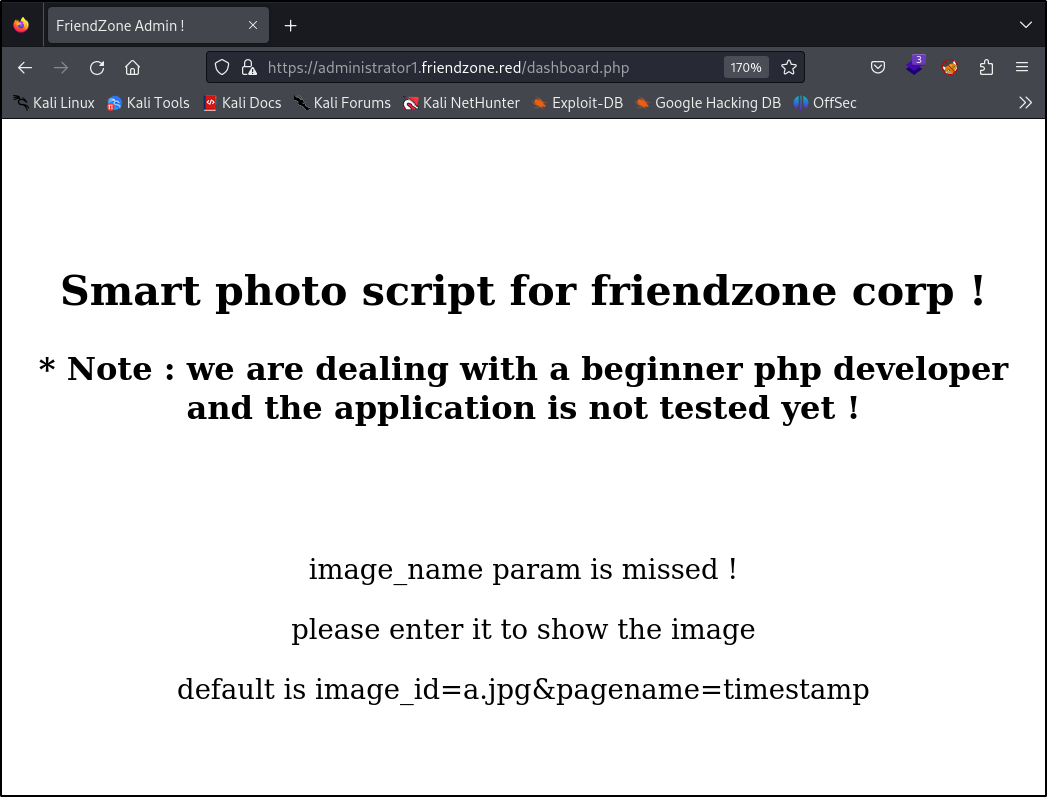 FriendZone Admin !
https://administrator1.friendzone.red/dashboard.php
170%
3
Kali Linux
Kali Tools
Kali Docs
Kali Forums
Kali NetHunter
Exploit-DB
Google Hacking DB
OffSec
Smart photo script for friendzone corp !
* Note : we are dealing with a beginner php developer
and the application is not tested yet !
image_name param is missed !
please enter it to show the image
default is image_id=a.jpg&pagename=timestamp